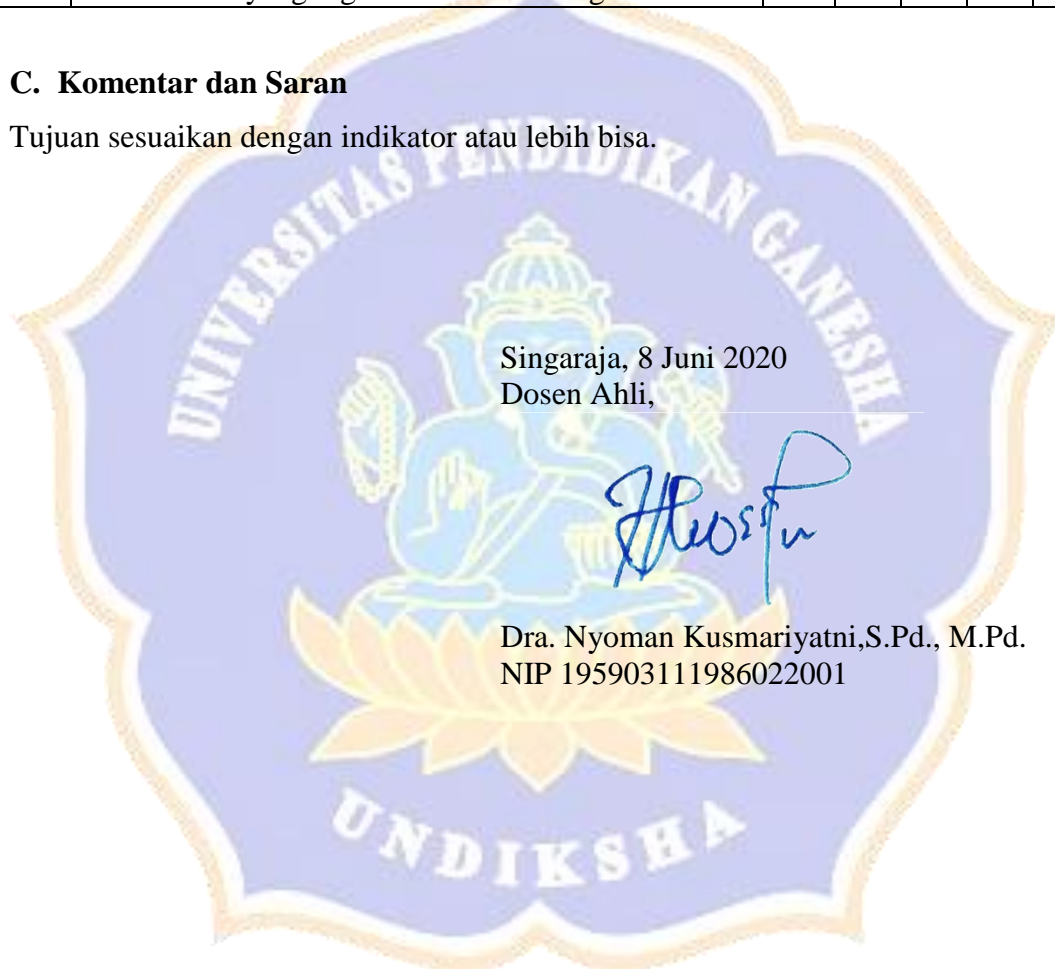 C. Komentar dan Saran
Tujuan sesuaikan dengan indikator atau lebih bisa.
UNIVERSITAS PENDIDIKAN GANESHA
Singaraja, 8 Juni 2020
Dosen Ahli,
Dra. Nyoman Kusmariyatni,S.Pd., M.Pd.
NIP 195903111986022001
UNDIKSHA